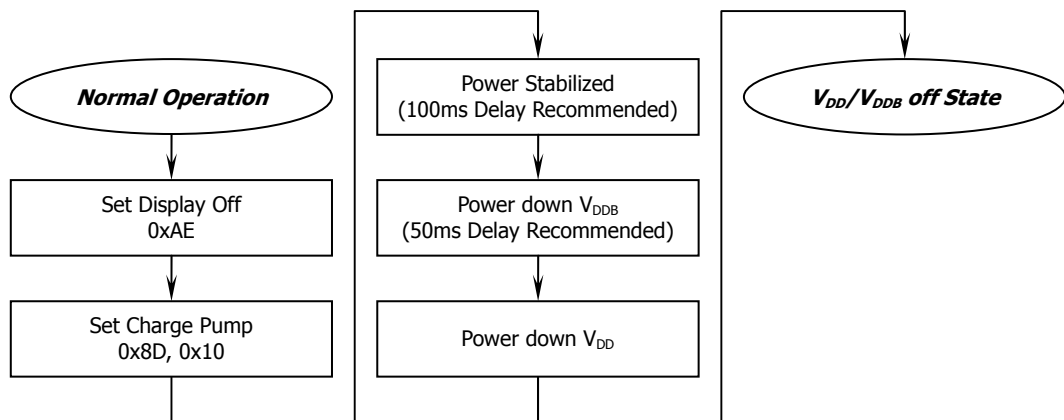 Normal Operation
Set Display Off
0xAE
Set Charge Pump
0x8D, 0x10
Power Stabilized
(100ms Delay Recommended)
Power down VDDB
(50ms Delay Recommended)
Power down VDD
VDD/VDDB off State